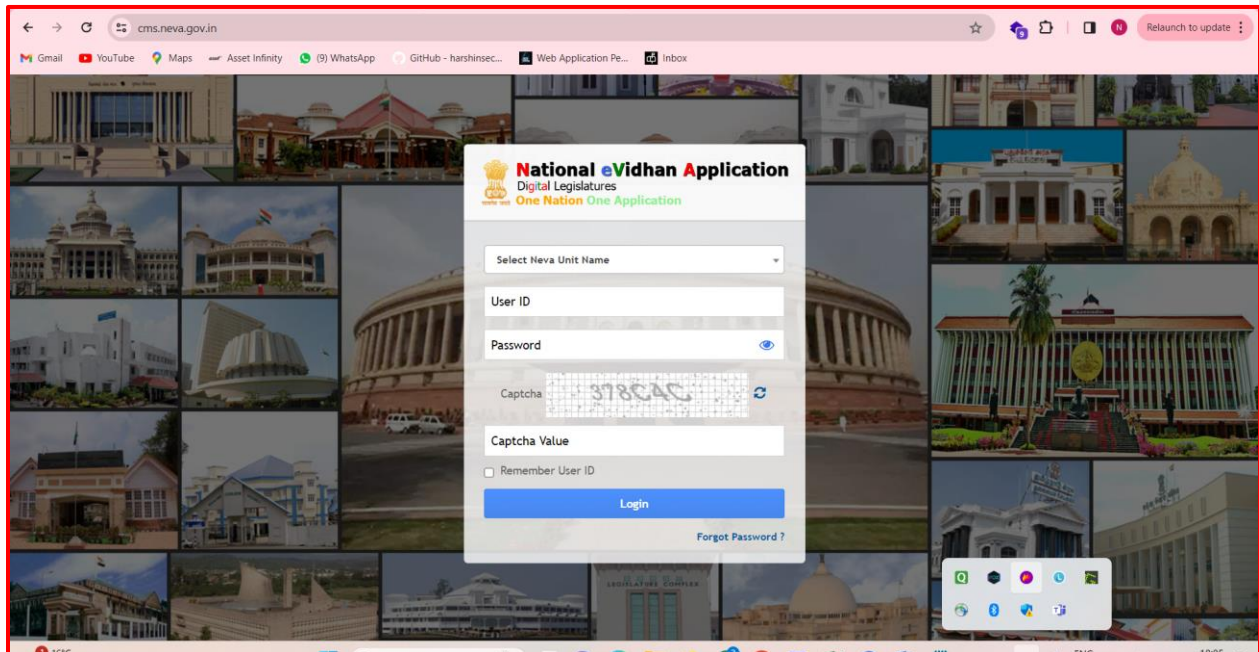 cms.neva.gov.in
N
Relaunch to update
Gmail YouTube Maps Asset Infinity (9) WhatsApp GitHub - harshinsec... Web Application Pe... Inbox
National eVidhan Application
Digital Legislatures
One Nation One Application
Select Neva Unit Name
User ID
Password
Captcha 378C4C
Captcha Value
Remember User ID
Login
Forgot Password ?
LEGISLATURE COMPLEX